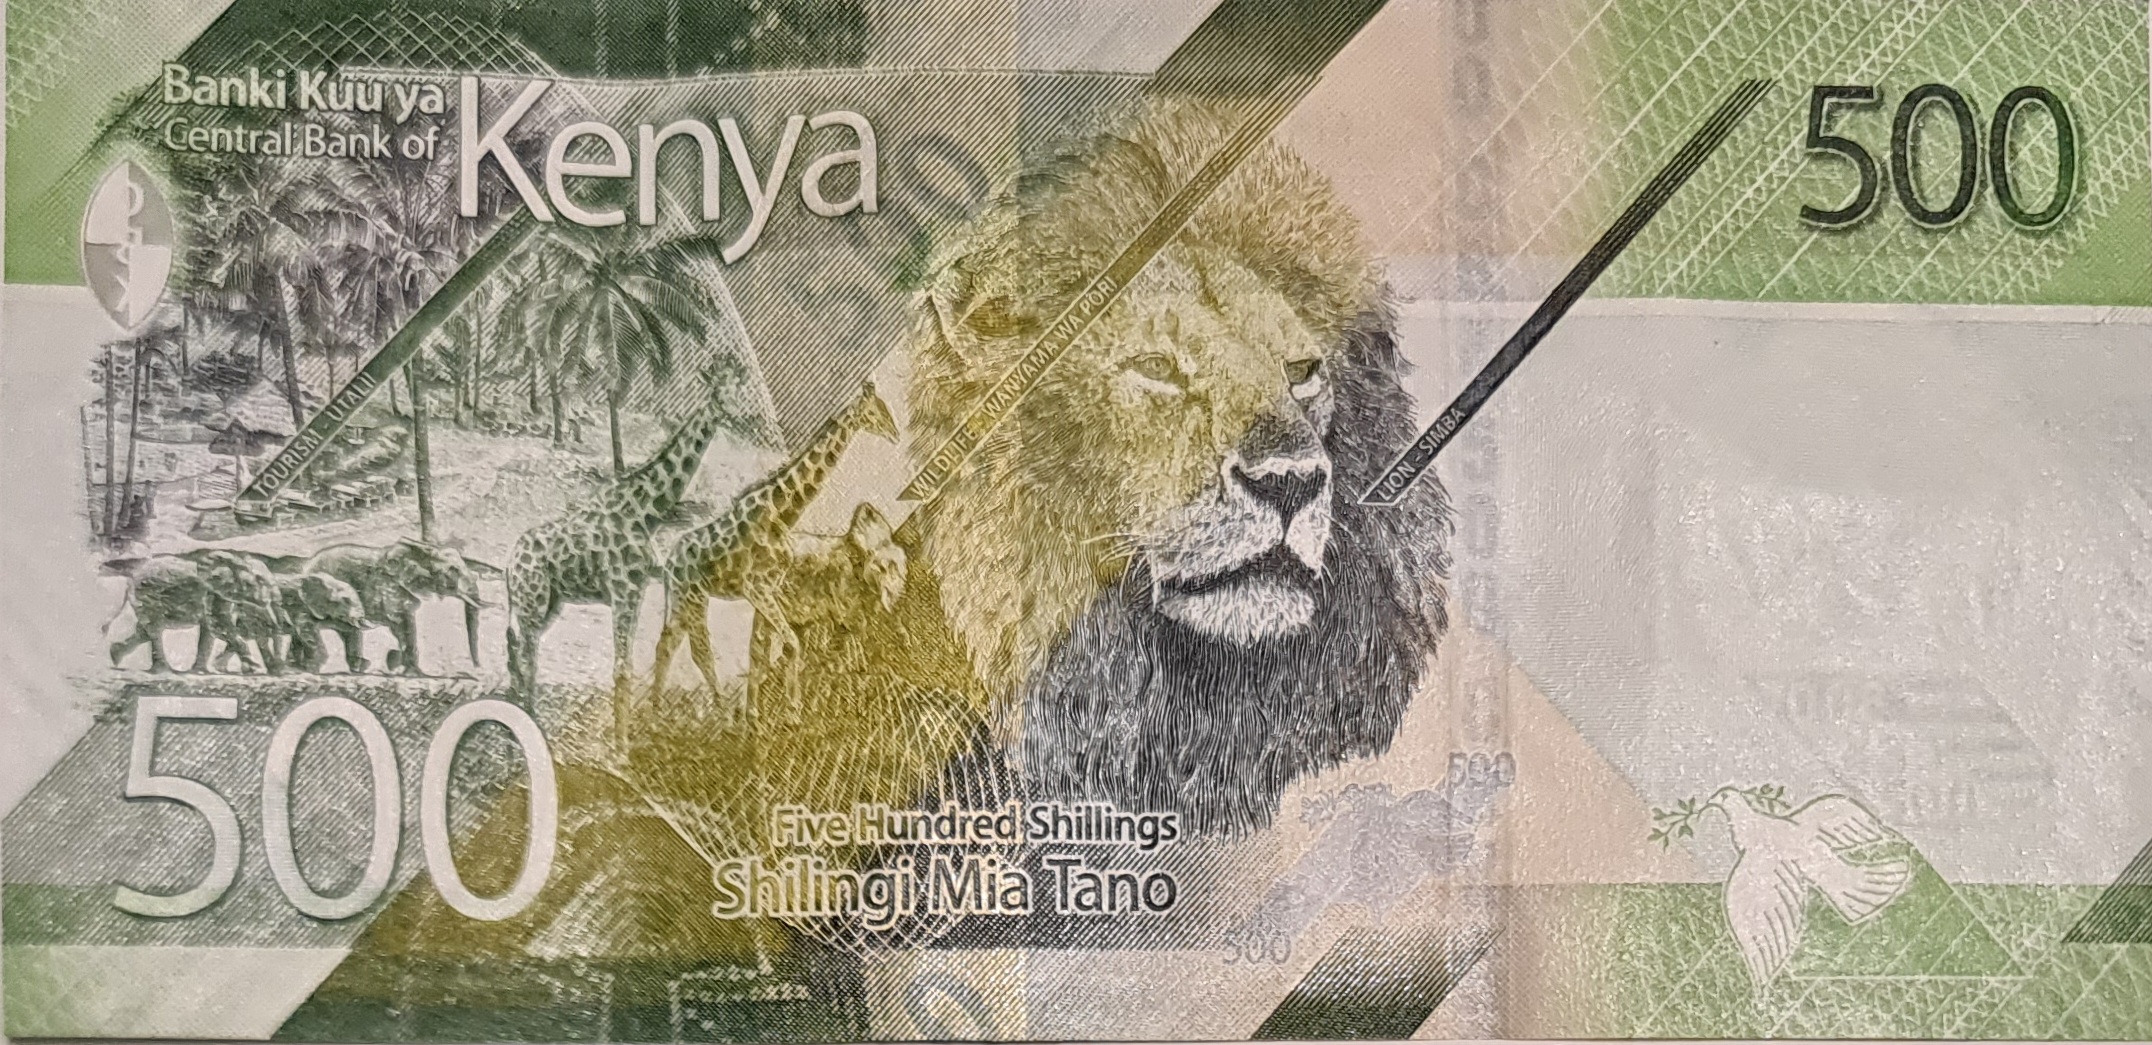 Banki Kuu ya
Central Bank of
Kenya
500
TOURISM - UTALII
WILDLIFE - WANYAMA WA PORI
LION - SIMBA
500
500
Five Hundred Shillings
Shilingi Mia Tano
500
500